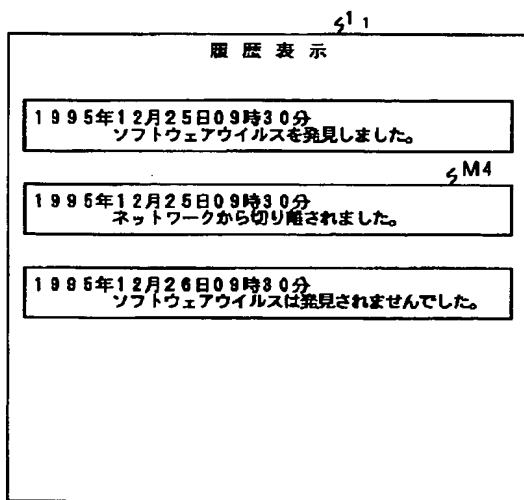 11
履歴表示
1995年12月25日09時30分
ソフトウェアウイルスを発見しました。
M4
1995年12月25日09時30分
ネットワークから切り離されました。
1995年12月26日09時30分
ソフトウェアウイルスは発見されませんでした。